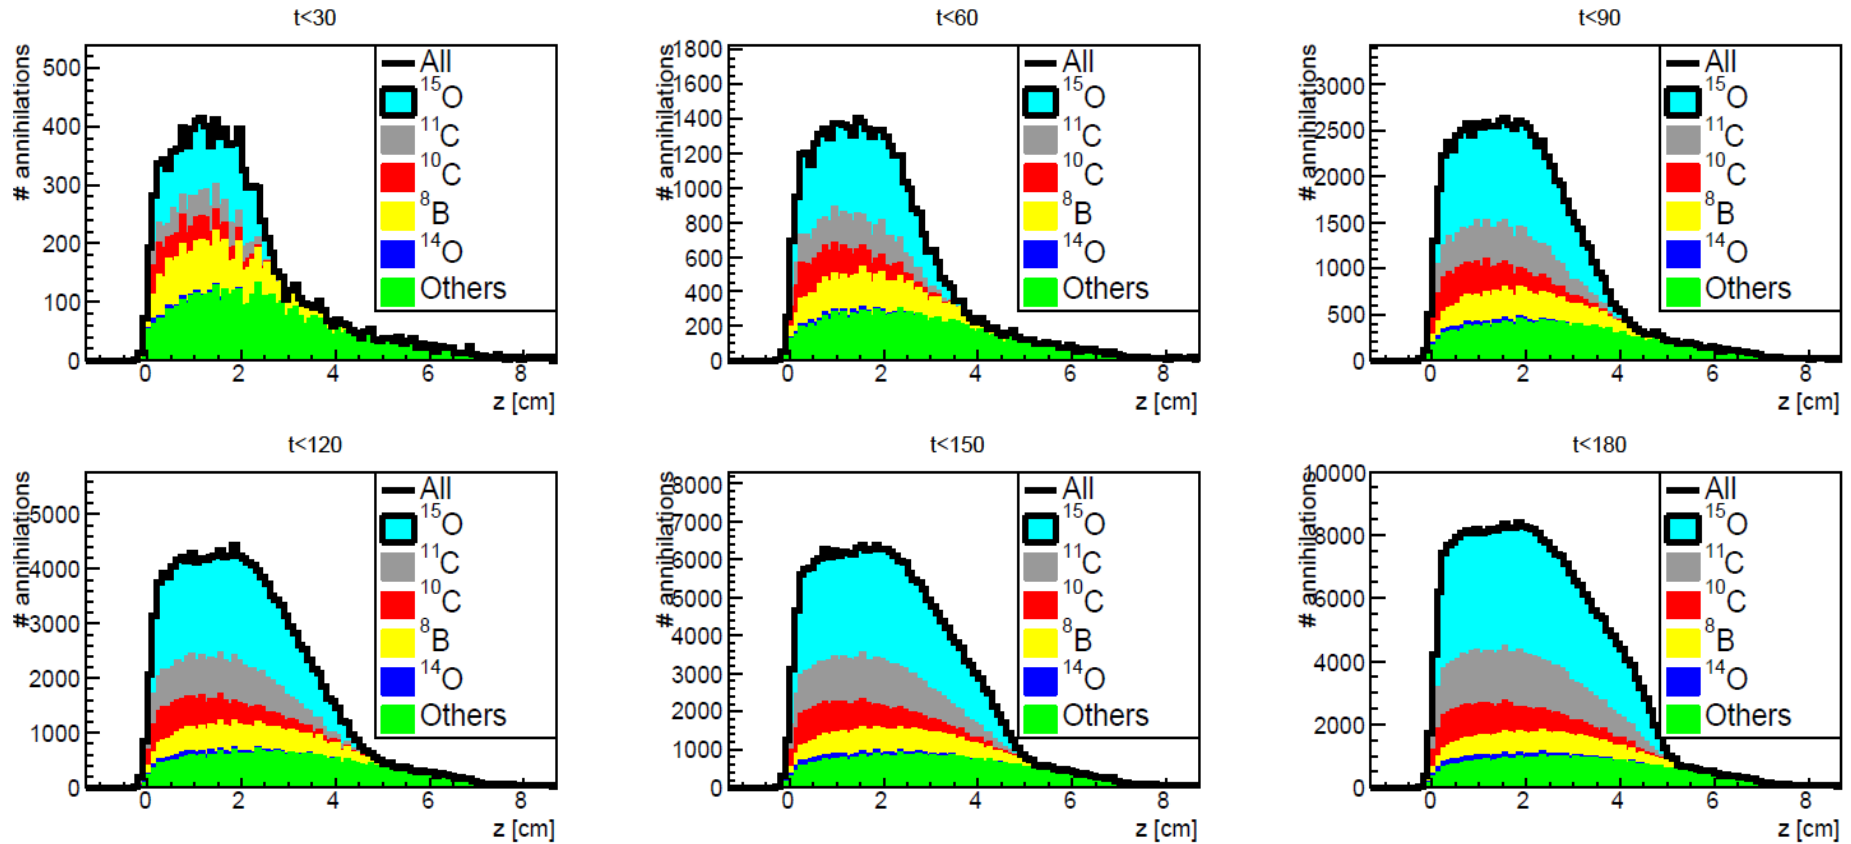 t<30
# annihilations
500
400
300
200
100
0
0 2 4 6 8
z [cm]
All
¹⁵O
¹¹C
¹⁰C
⁸B
¹⁴O
Others
t<60
# annihilations
1800
1600
1400
1200
1000
800
600
400
200
0
0 2 4 6 8
z [cm]
All
¹⁵O
¹¹C
¹⁰C
⁸B
¹⁴O
Others
t<90
# annihilations
3000
2500
2000
1500
1000
500
0
0 2 4 6 8
z [cm]
All
¹⁵O
¹¹C
¹⁰C
⁸B
¹⁴O
Others
t<120
# annihilations
5000
4000
3000
2000
1000
0
0 2 4 6 8
z [cm]
All
¹⁵O
¹¹C
¹⁰C
⁸B
¹⁴O
Others
t<150
# annihilations
8000
7000
6000
5000
4000
3000
2000
1000
0
0 2 4 6 8
z [cm]
All
¹⁵O
¹¹C
¹⁰C
⁸B
¹⁴O
Others
t<180
# annihilations
10000
8000
6000
4000
2000
0
0 2 4 6 8
z [cm]
All
¹⁵O
¹¹C
¹⁰C
⁸B
¹⁴O
Others